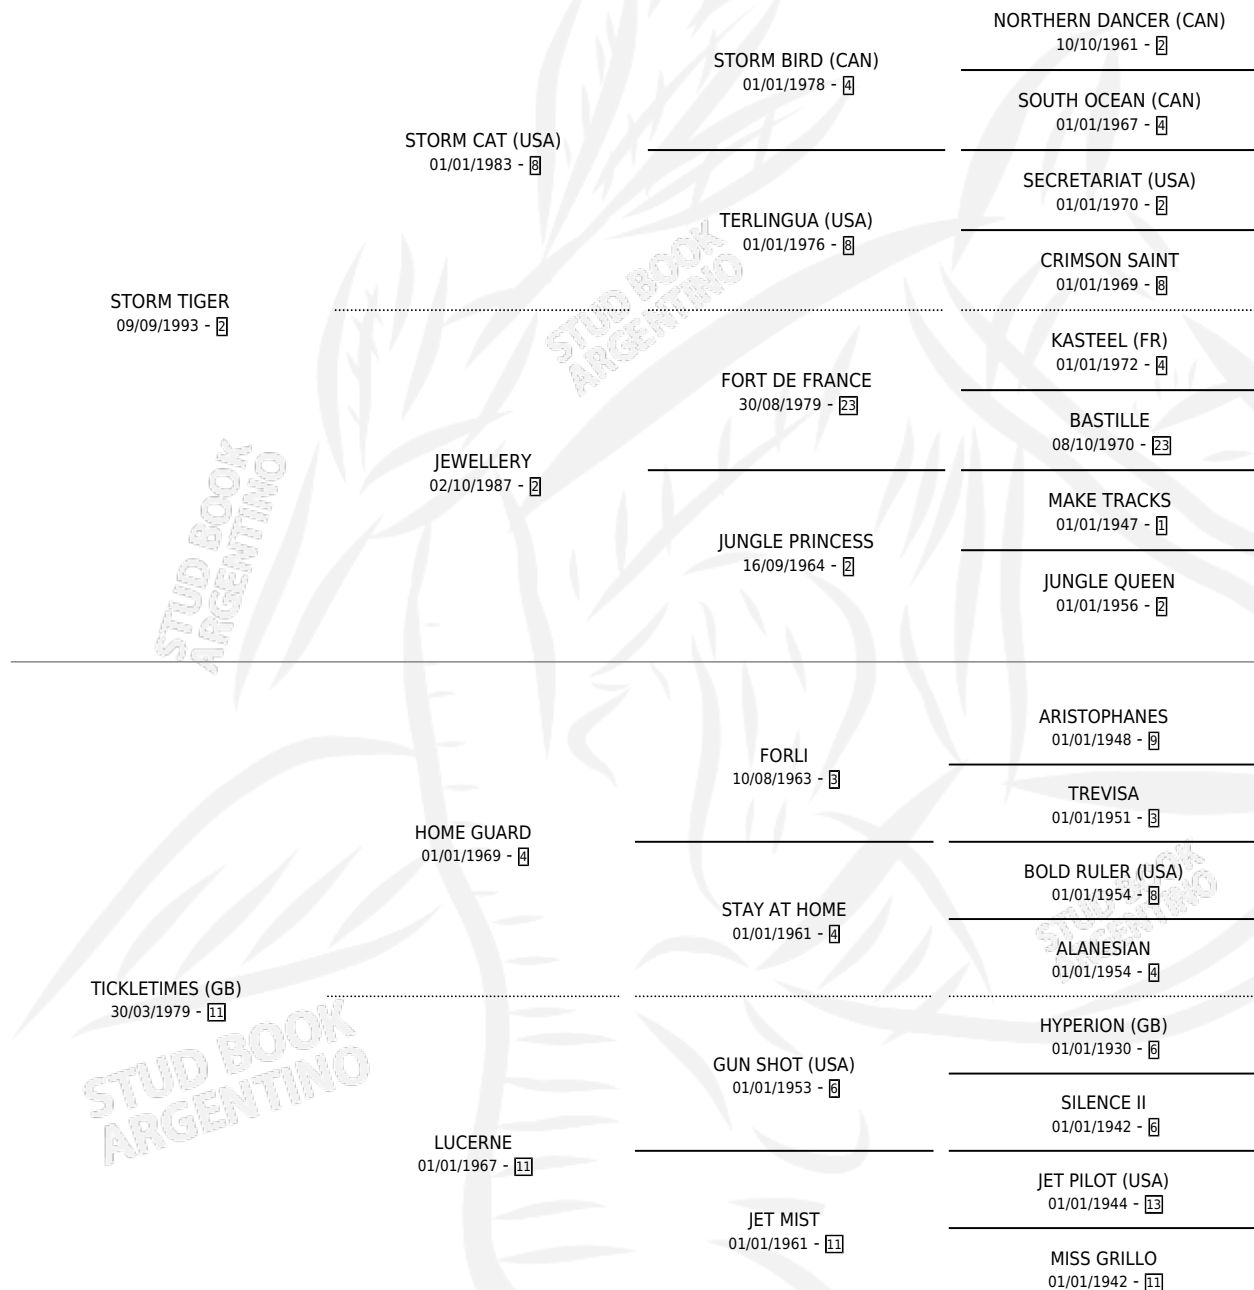 NORTHERN DANCER (CAN)
10/10/1961 - 2
STORM BIRD (CAN)
01/01/1978 - 4
SOUTH OCEAN (CAN)
01/01/1967 - 4
STORM CAT (USA)
01/01/1983 - 8
SECRETARIAT (USA)
01/01/1970 - 2
TERLINGUA (USA)
01/01/1976 - 8
CRIMSON SAINT
01/01/1969 - 8
STORM TIGER
09/09/1993 - 2
KASTEEL (FR)
01/01/1972 - 4
FORT DE FRANCE
30/08/1979 - 23
BASTILLE
08/10/1970 - 23
JEWELLERY
02/10/1987 - 2
MAKE TRACKS
01/01/1947 - 1
JUNGLE PRINCESS
16/09/1964 - 2
JUNGLE QUEEN
01/01/1956 - 2
ARISTOPHANES
01/01/1948 - 9
FORLI
10/08/1963 - 3
TREVISA
01/01/1951 - 3
HOME GUARD
01/01/1969 - 4
BOLD RULER (USA)
01/01/1954 - 8
STAY AT HOME
01/01/1961 - 4
ALANESIAN
01/01/1954 - 4
TICKLETIMES (GB)
30/03/1979 - 11
HYPERION (GB)
01/01/1930 - 6
GUN SHOT (USA)
01/01/1953 - 6
SILENCE II
01/01/1942 - 6
LUCERNE
01/01/1967 - 11
JET PILOT (USA)
01/01/1944 - 13
JET MIST
01/01/1961 - 11
MISS GRILLO
01/01/1942 - 11
STUD BOOK
ARGENTINO
STUD BOOK
ARGENTINO
STUD BOOK
ARGENTINO
STUD BOOK
ARGENTINO